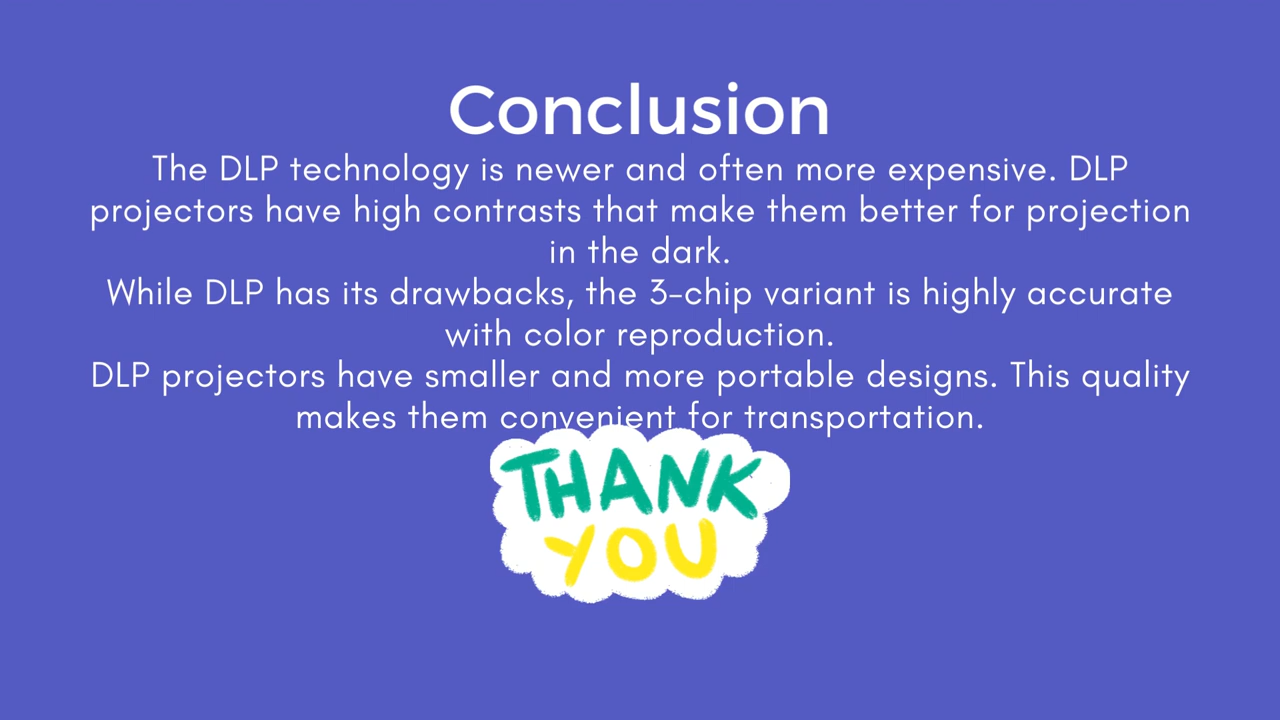 Conclusion
The DLP technology is newer and often more expensive. DLP
projectors have high contrasts that make them better for projection
in the dark.
While DLP has its drawbacks, the 3-chip variant is highly accurate
with color reproduction.
DLP projectors have smaller and more portable designs. This quality
makes them convenient for transportation.
THANK
YOU